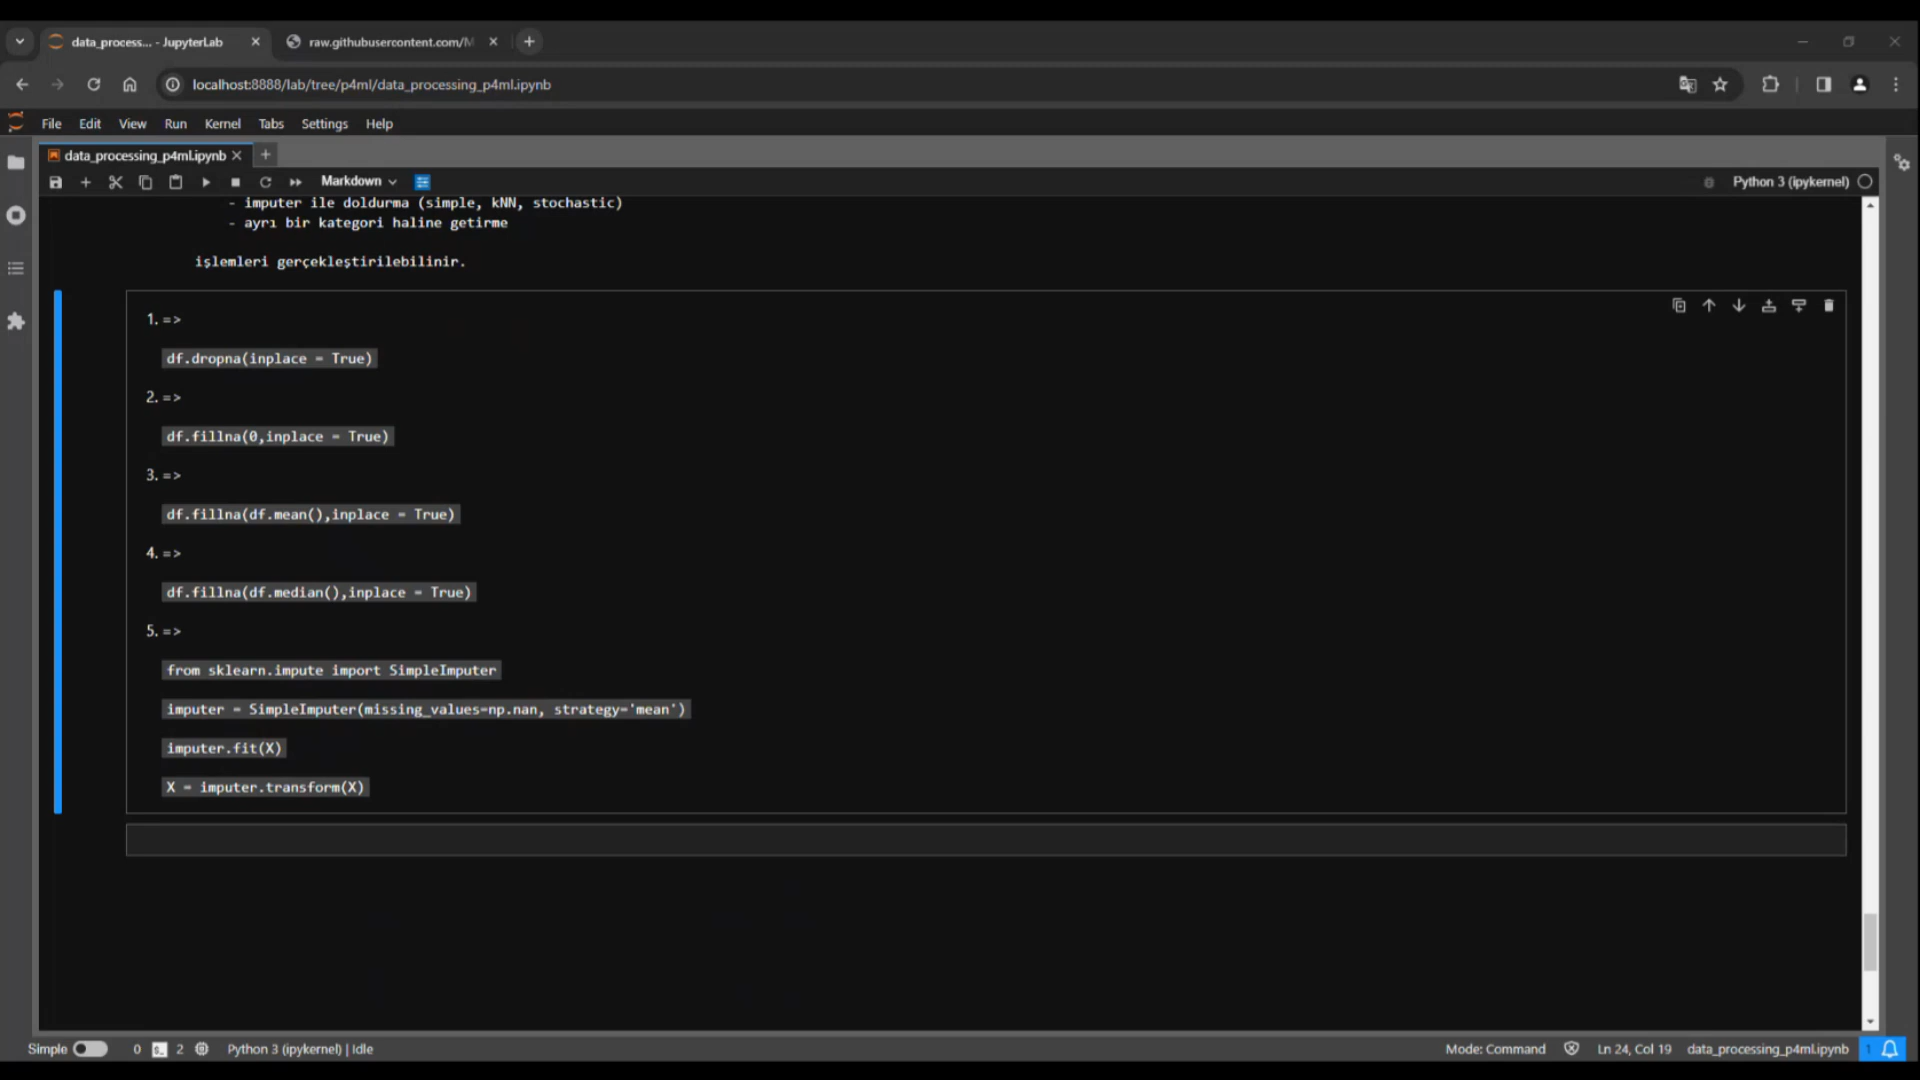 data_process... - JupyterLab
raw.githubusercontent.com/M
localhost:8888/lab/tree/p4ml/data_processing_p4ml.ipynb
File Edit View Run Kernel Tabs Settings Help
data_processing_p4ml.ipynb
Markdown
Python 3 (ipykernel)
- imputer ile doldurma (simple, kNN, stochastic)
- ayrı bir kategori haline getirme
işlemleri gerçekleştirilebilinir.
1. =>
df.dropna(inplace = True)
2. =>
df.fillna(0,inplace = True)
3. =>
df.fillna(df.mean(),inplace = True)
4. =>
df.fillna(df.median(),inplace = True)
5. =>
from sklearn.impute import SimpleImputer
imputer = SimpleImputer(missing_values=np.nan, strategy='mean')
imputer.fit(X)
X = imputer.transform(X)
Simple 0 2 Python 3 (ipykernel) | Idle Mode: Command Ln 24, Col 19 data_processing_p4ml.ipynb 1